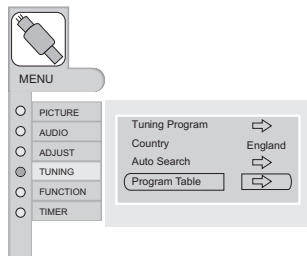 MENU
PICTURE
AUDIO
ADJUST
TUNING
FUNCTION
TIMER
Tuning Program
Country England
Auto Search
Program Table